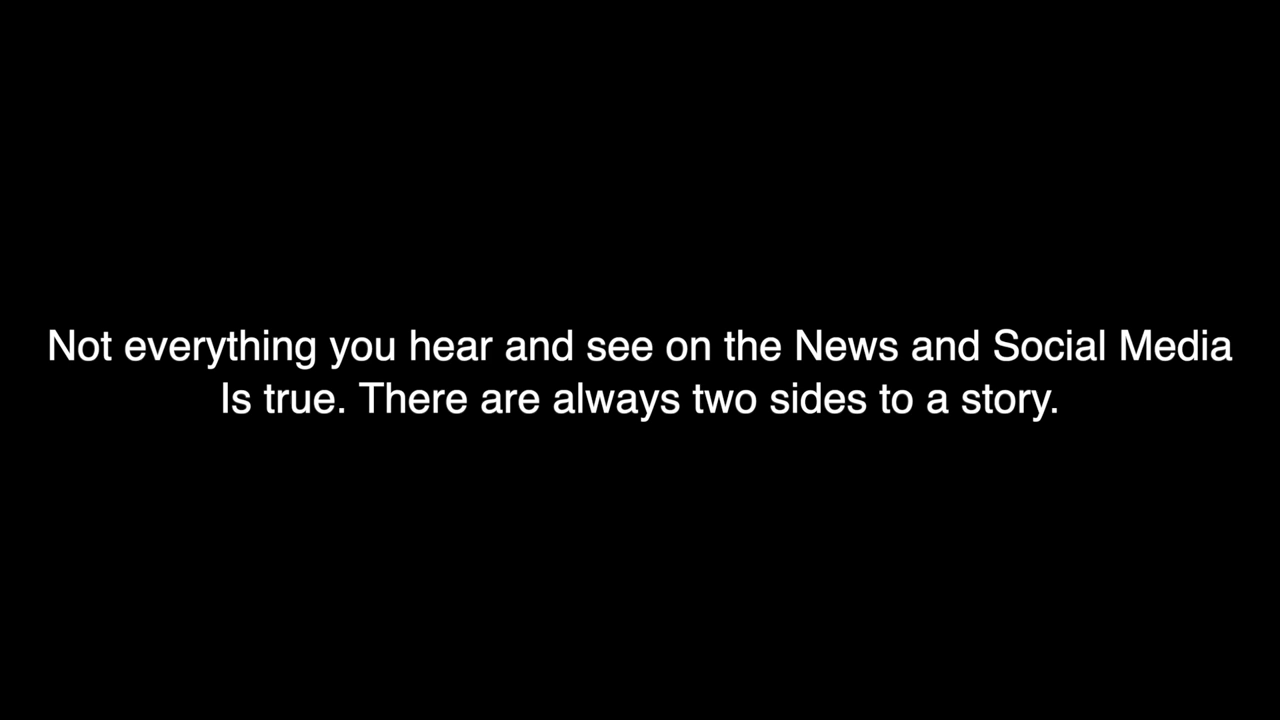 Not everything you hear and see on the News and Social Media
Is true. There are always two sides to a story.